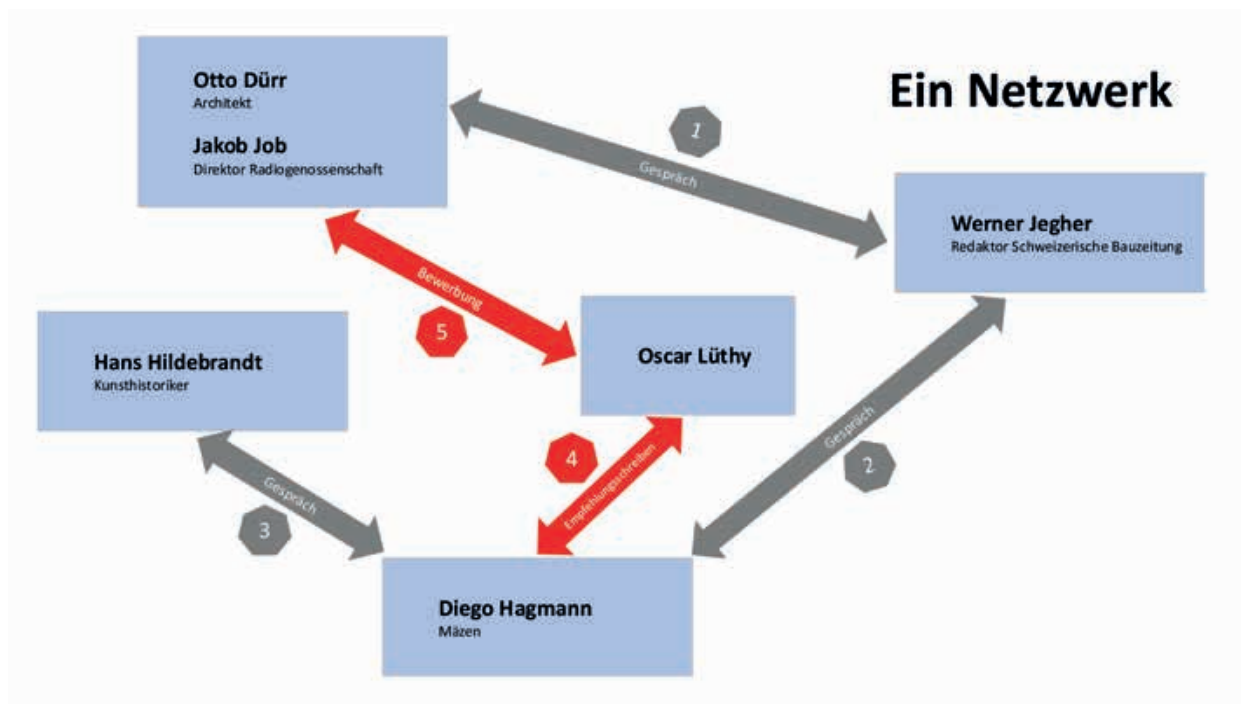 Ein Netzwerk
Otto Dürr
Architekt
Jakob Job
Direktor Radiogenossenschaft
1
Gespräch
Werner Jegher
Redaktor Schweizerische Bauzeitung
Bewerbung
5
Hans Hildebrandt
Kunsthistoriker
Oscar Lüthy
4
Empfehlungsschreiben
Gespräch
2
Gespräch
3
Diego Hagmann
Mäzen